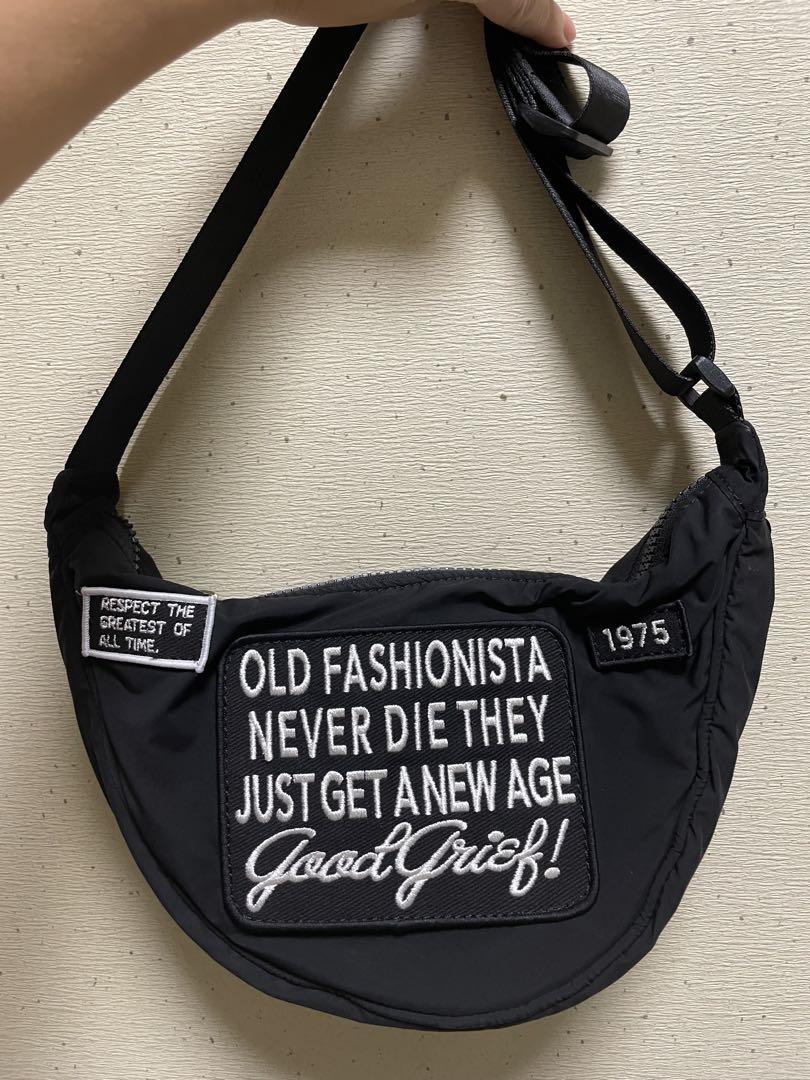 RESPECT THE
GREATEST OF
ALL TIME.
1975
OLD FASHIONISTA
NEVER DIE THEY
JUST GET A NEW AGE
Good Grief!